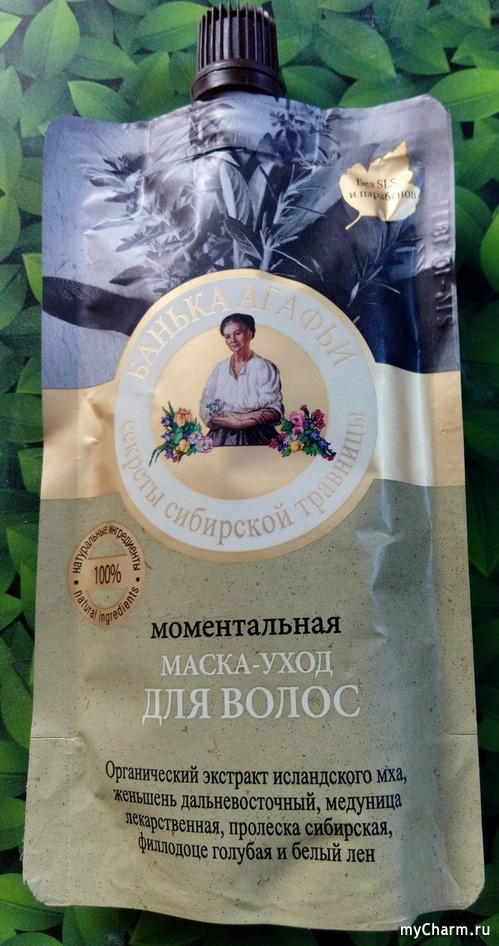 Без SLS
и парабенов
БАНЬКА АГАФЬИ
секреты сибирской травницы
натуральные ингредиенты
100%
natural ingredients
моментальная
МАСКА-УХОД
ДЛЯ ВОЛОС
Органический экстракт исландского мха,
женьшень дальневосточный, медуница
лекарственная, пролеска сибирская,
филлодоце голубая и белый лен
myCharm.ru